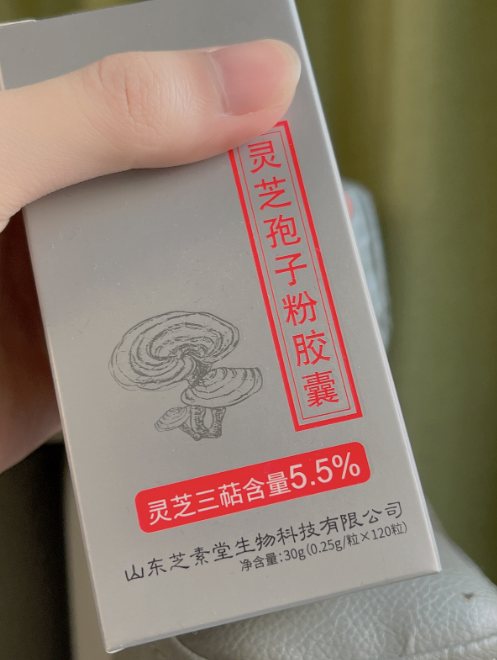 灵芝孢子粉胶囊
灵芝三萜含量5.5%
山东芝素堂生物科技有限公司
净含量:30g(0.25g/粒×120粒)